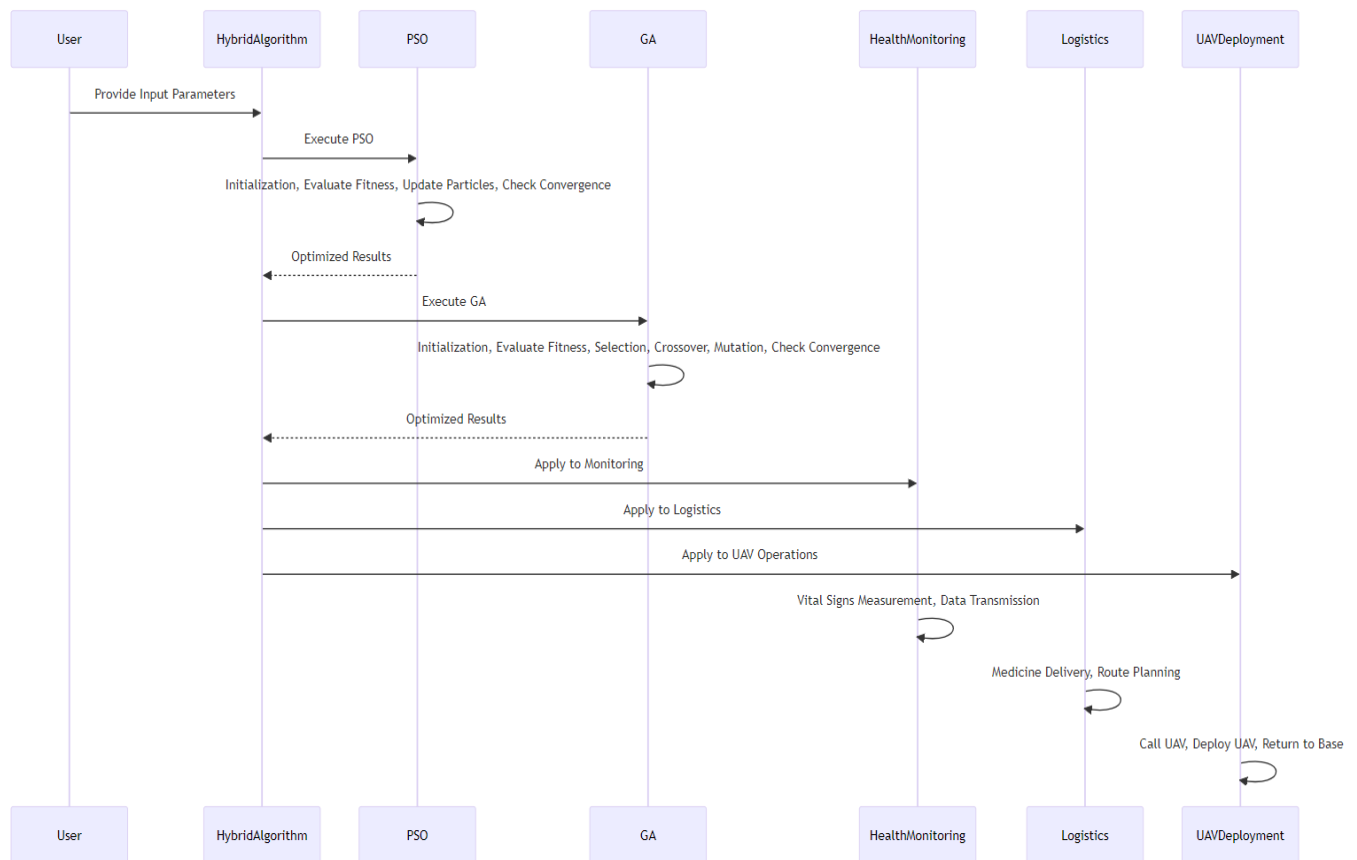 User
HybridAlgorithm
PSO
GA
HealthMonitoring
Logistics
UAVDeployment
Provide Input Parameters
Execute PSO
Initialization, Evaluate Fitness, Update Particles, Check Convergence
Optimized Results
Execute GA
Initialization, Evaluate Fitness, Selection, Crossover, Mutation, Check Convergence
Optimized Results
Apply to Monitoring
Apply to Logistics
Apply to UAV Operations
Vital Signs Measurement, Data Transmission
Medicine Delivery, Route Planning
Call UAV, Deploy UAV, Return to Base
User
HybridAlgorithm
PSO
GA
HealthMonitoring
Logistics
UAVDeployment